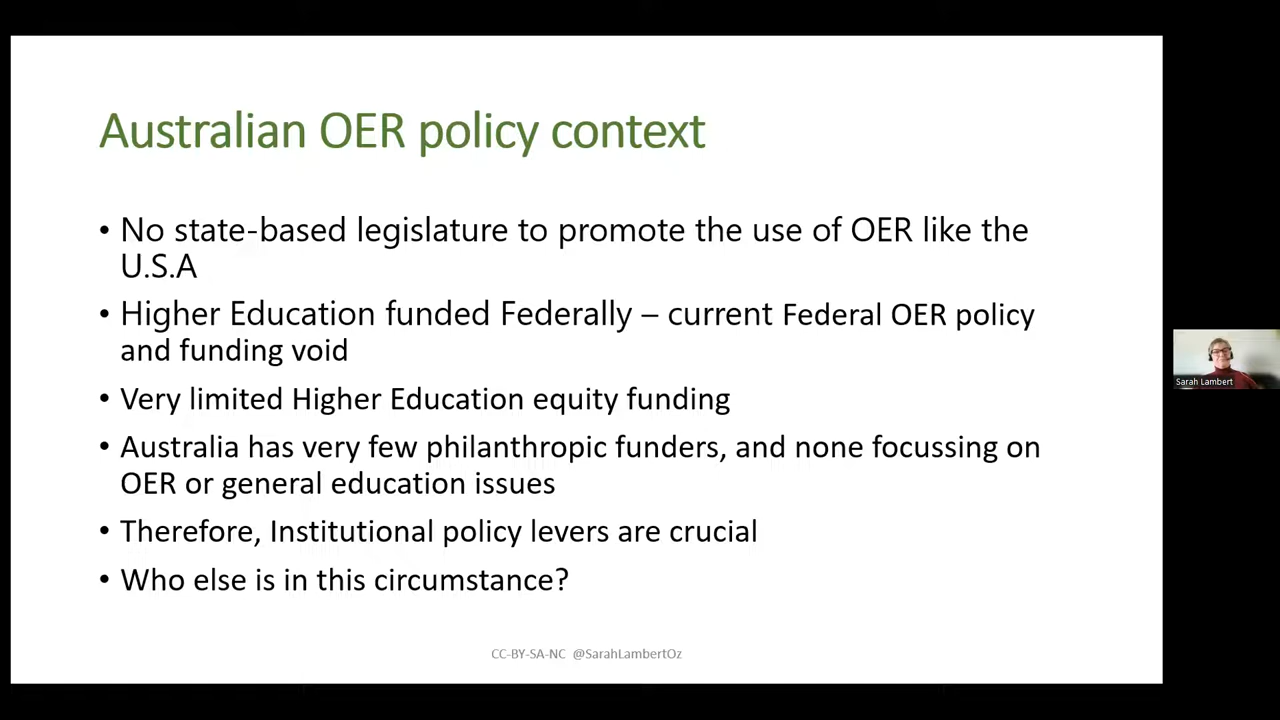 Australian OER policy context
• No state-based legislature to promote the use of OER like the
U.S.A
• Higher Education funded Federally – current Federal OER policy
and funding void
• Very limited Higher Education equity funding
• Australia has very few philanthropic funders, and none focussing on
OER or general education issues
• Therefore, Institutional policy levers are crucial
• Who else is in this circumstance?
CC-BY-SA-NC @SarahLambertOz
Sarah Lambert